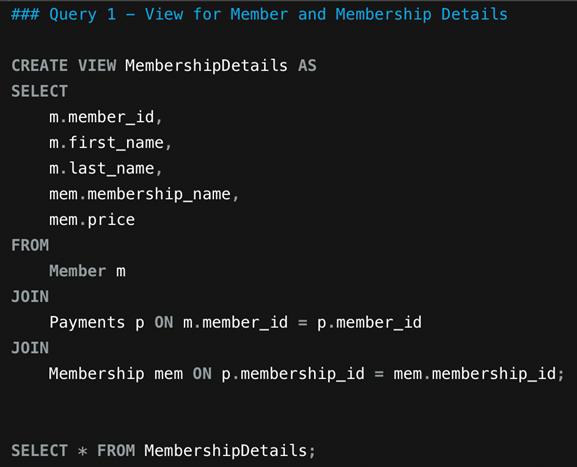 ### Query 1 - View for Member and Membership Details
CREATE VIEW MembershipDetails AS
SELECT
m.member_id,
m.first_name,
m.last_name,
mem.membership_name,
mem.price
FROM
Member m
JOIN
Payments p ON m.member_id = p.member_id
JOIN
Membership mem ON p.membership_id = mem.membership_id;
SELECT * FROM MembershipDetails;